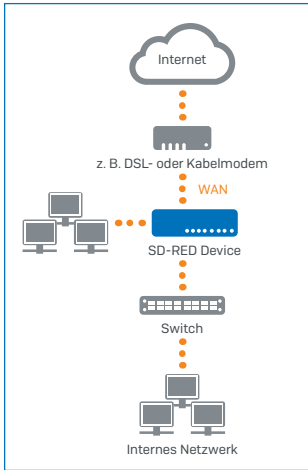 Internet
z. B. DSL- oder Kabelmodem
WAN
SD-RED Device
Switch
Internes Netzwerk